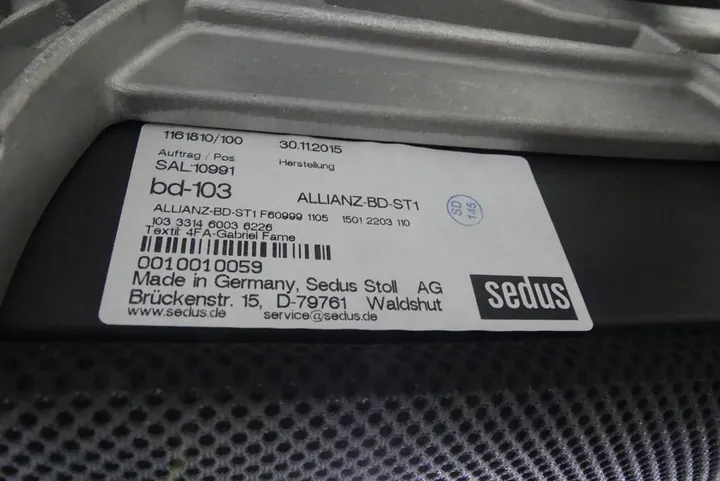 1161810/100 30.11.2015
Auftrag / Pos Herstellung
SAL:10991
bd-103 ALLIANZ-BD-ST1
ALLIANZ-BD-ST1 F60999 1105 1501 2203 110
103 3314 6003 6226
Textil: 4FA-Gabriel Fame
0010010059
Made in Germany, Sedus Stoll AG
Brückenstr. 15, D-79761 Waldshut
www.sedus.de service@sedus.de
SD
145
sedus